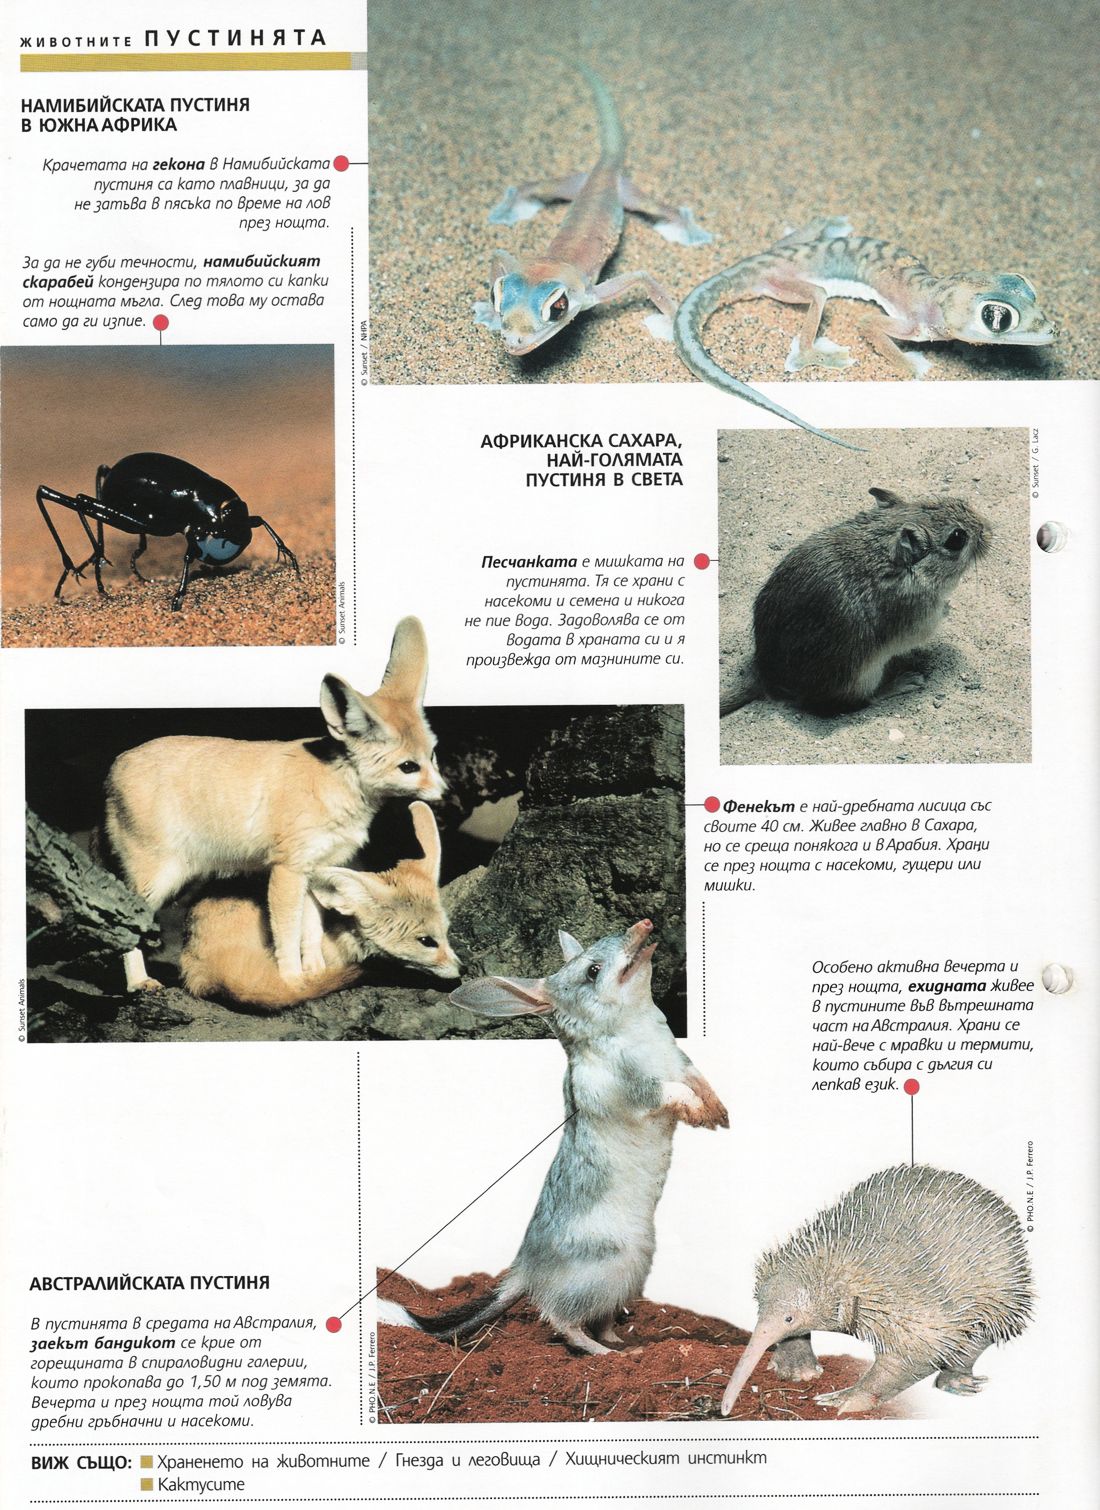 ЖИВОТНИТЕ ПУСТИНЯТА
НАМИБИЙСКАТА ПУСТИНЯ
В ЮЖНА АФРИКА
Крачетата на гекона в Намибийската
пустиня са като плавници, за да
не затъва в пясъка по време на лов
през нощта.
За да не губи течности, намибийският
скарабей кондензира по тялото си капки
от нощната мъгла. След това му остава
само да ги изпие.
© Sunset / NHPA
© Sunset Animals
АФРИКАНСКА САХАРА,
НАЙ-ГОЛЯМАТА
ПУСТИНЯ В СВЕТА
© Sunset / G. Lacz
Песчанката е мишката на
пустинята. Тя се храни с
насекоми и семена и никога
не пие вода. Задоволява се от
водата в храната си и я
произвежда от мазнините си.
Фенекът е най-дребната лисица със
своите 40 см. Живее главно в Сахара,
но се среща понякога и в Арабия. Храни
се през нощта с насекоми, гущери или
мишки.
© Sunset Animals
Особено активна вечерта и
през нощта, ехидната живее
в пустините във вътрешната
част на Австралия. Храни се
най-вече с мравки и термити,
които събира с дългия си
лепкав език.
© PHO.N.E / J.P. Ferrero
АВСТРАЛИЙСКАТА ПУСТИНЯ
В пустинята в средата на Австралия,
заекът бандикот се крие от
горещината в спираловидни галерии,
които прокопава до 1,50 м под земята.
Вечерта и през нощта той ловува
дребни гръбначни и насекоми.
© PHO.N.E / J.P. Ferrero
ВИЖ СЪЩО: Храненето на животните / Гнезда и леговища / Хищническият инстинкт
Кактусите